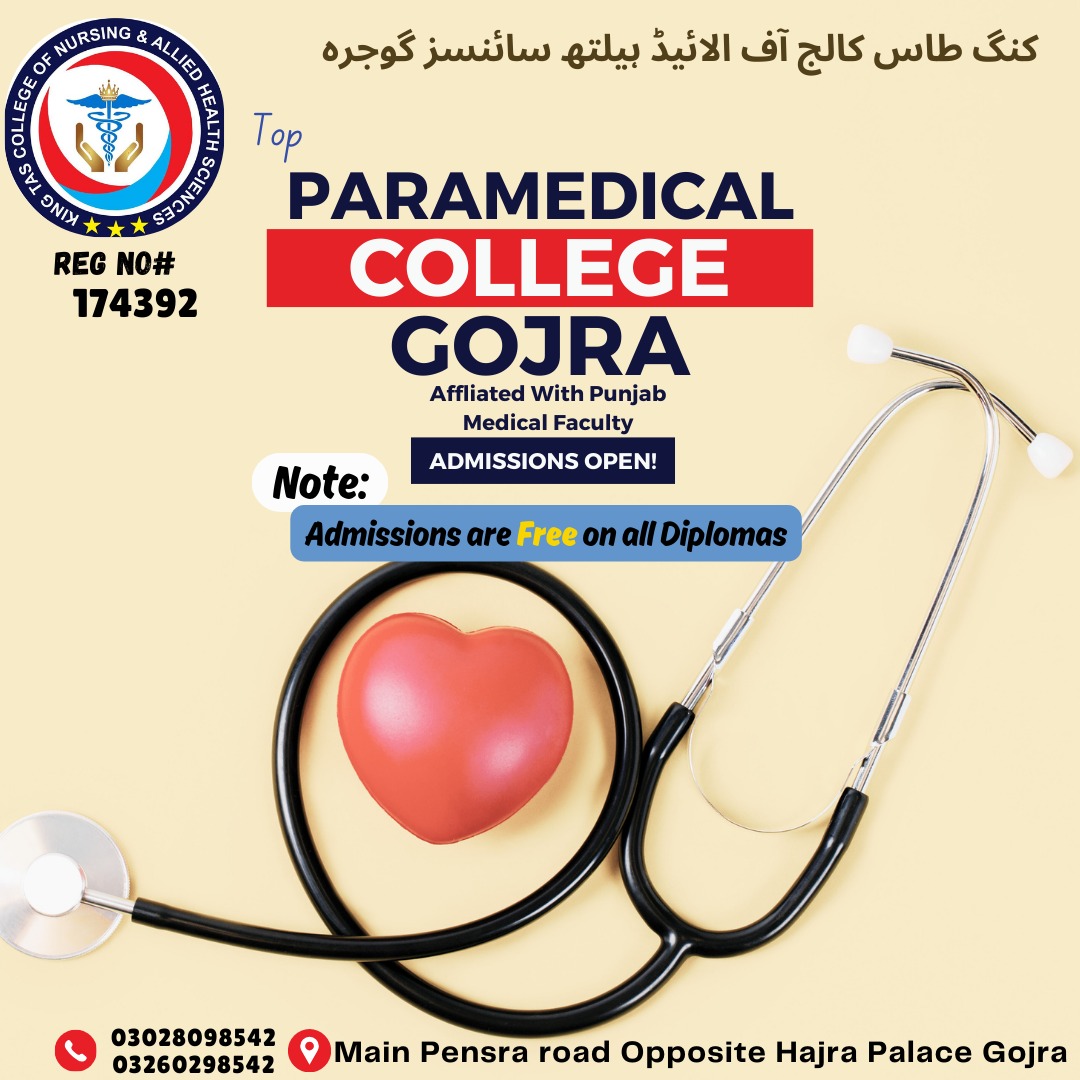 KING TAS COLLEGE OF NURSING & ALLIED HEALTH SCIENCES
کنگ طاس کالج آف الائیڈ ہیلتھ سائنسز گوجرہ
REG NO#
174392
Top
PARAMEDICAL
COLLEGE
GOJRA
Affliated With Punjab
Medical Faculty
ADMISSIONS OPEN!
Note:
Admissions are Free on all Diplomas
03028098542
03260298542
Main Pensra road Opposite Hajra Palace Gojra